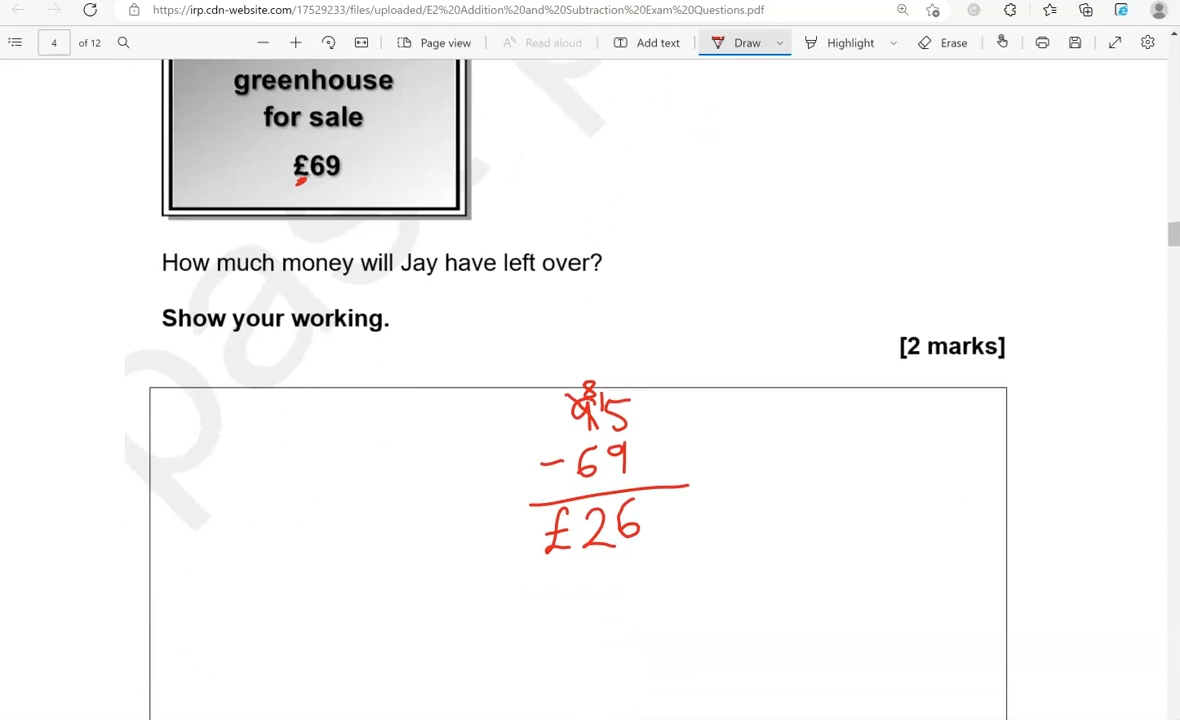 https://irp.cdn-website.com/17529233/files/uploaded/E2%20Addition%20and%20Subtraction%20Exam%20Questions.pdf
4 of 12
Page view
Read aloud
Add text
Draw
Highlight
Erase
greenhouse
for sale
£69
How much money will Jay have left over?
Show your working.
[2 marks]
8
9 15
- 69
£26